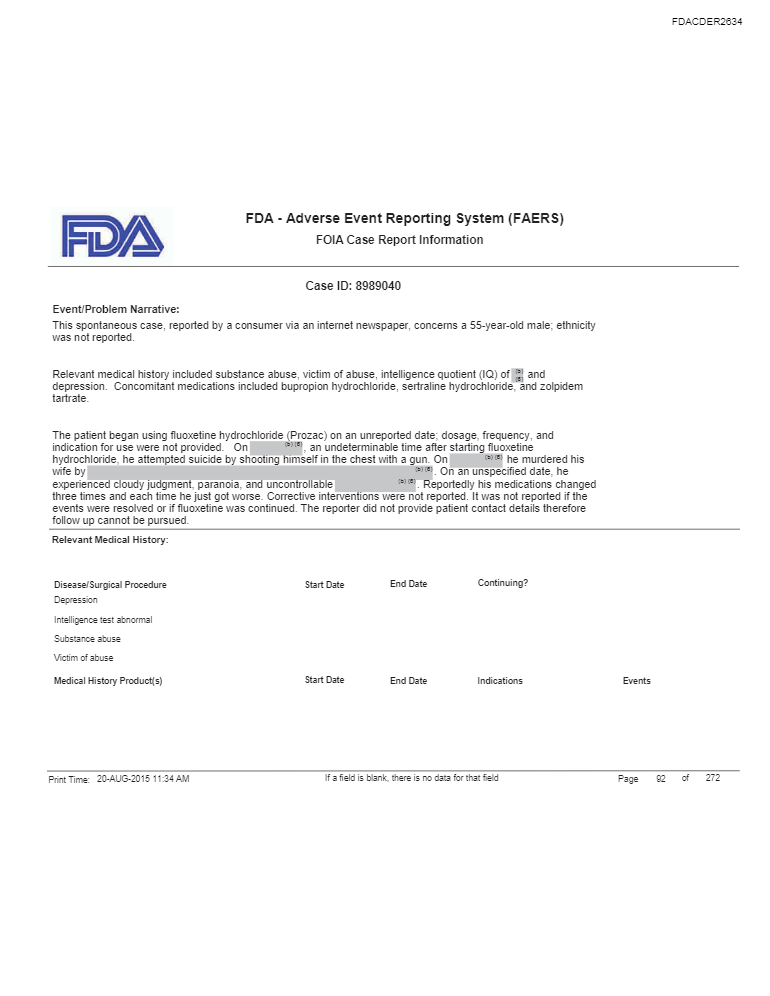 FDACDER2634
FDA
FDA - Adverse Event Reporting System (FAERS)
FOIA Case Report Information
Case ID: 8989040
Event/Problem Narrative:
This spontaneous case, reported by a consumer via an internet newspaper, concerns a 55-year-old male; ethnicity
was not reported.
Relevant medical history included substance abuse, victim of abuse, intelligence quotient (IQ) of (b) (6) and
depression. Concomitant medications included bupropion hydrochloride, sertraline hydrochloride, and zolpidem
tartrate.
The patient began using fluoxetine hydrochloride (Prozac) on an unreported date; dosage, frequency, and
indication for use were not provided. On (b) (6), an undeterminable time after starting fluoxetine
hydrochloride, he attempted suicide by shooting himself in the chest with a gun. On (b) (6) he murdered his
wife by (b) (6). On an unspecified date, he
experienced cloudy judgment, paranoia, and uncontrollable (b) (6). Reportedly his medications changed
three times and each time he just got worse. Corrective interventions were not reported. It was not reported if the
events were resolved or if fluoxetine was continued. The reporter did not provide patient contact details therefore
follow up cannot be pursued.
Relevant Medical History:
Disease/Surgical Procedure Start Date End Date Continuing?
Depression
Intelligence test abnormal
Substance abuse
Victim of abuse
Medical History Product(s) Start Date End Date Indications Events
Print Time: 20-AUG-2015 11:34 AM If a field is blank, there is no data for that field Page 92 of 272